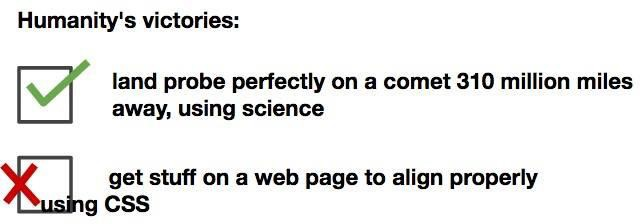 Humanity's victories:
land probe perfectly on a comet 310 million miles
away, using science
get stuff on a web page to align properly
using CSS